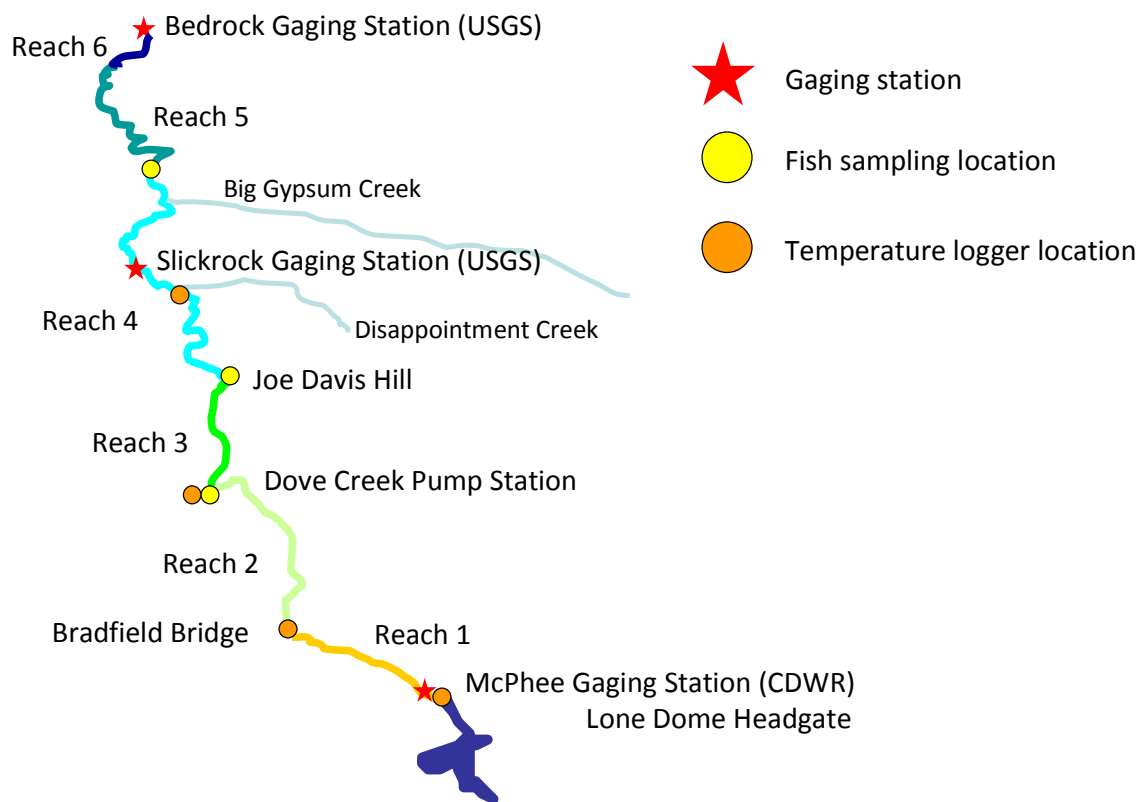 Bedrock Gaging Station (USGS)
Reach 6
Gaging station
Reach 5
Fish sampling location
Big Gypsum Creek
Temperature logger location
Slickrock Gaging Station (USGS)
Reach 4
Disappointment Creek
Joe Davis Hill
Reach 3
Dove Creek Pump Station
Reach 2
Bradfield Bridge
Reach 1
McPhee Gaging Station (CDWR)
Lone Dome Headgate